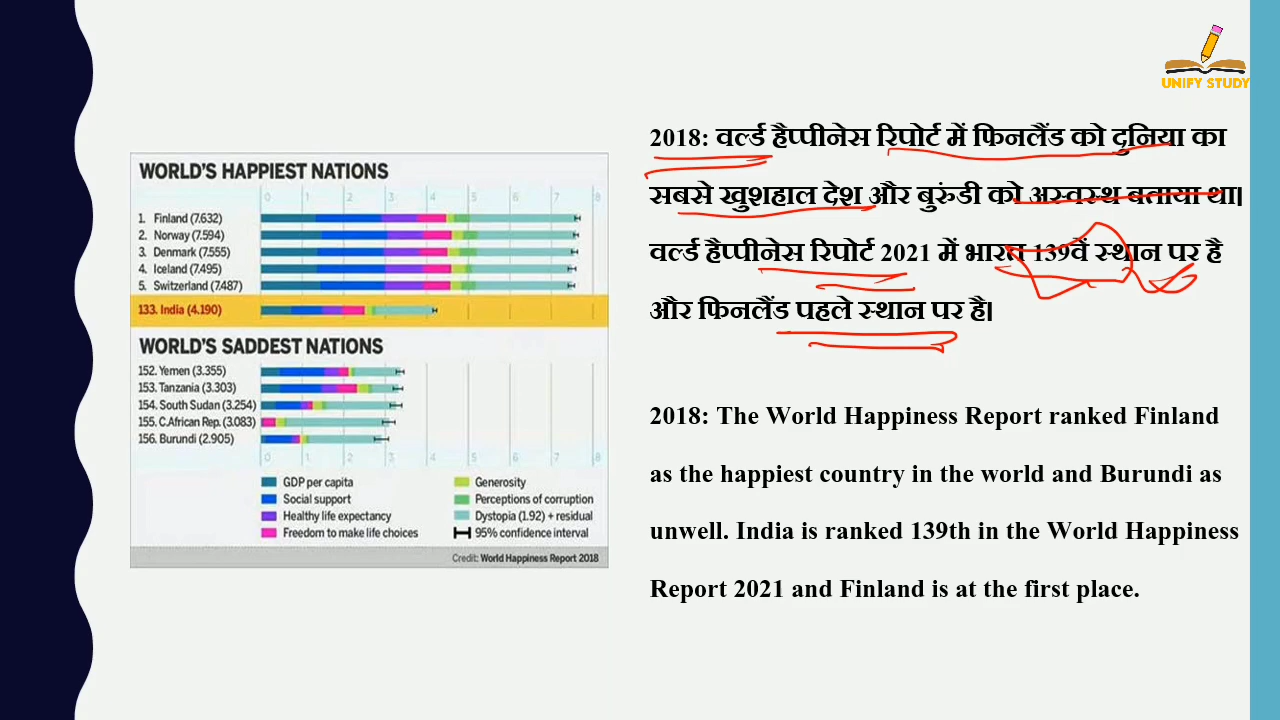 UNIFY STUDY
2018: वर्ल्ड हैप्पीनेस रिपोर्ट में फिनलैंड को दुनिया का
सबसे खुशहाल देश और बुरुंडी को अस्वस्थ बताया था।
वर्ल्ड हैप्पीनेस रिपोर्ट 2021 में भारत 139वें स्थान पर है
और फिनलैंड पहले स्थान पर है।
2018: The World Happiness Report ranked Finland
as the happiest country in the world and Burundi as
unwell. India is ranked 139th in the World Happiness
Report 2021 and Finland is at the first place.
WORLD'S HAPPIEST NATIONS
0 1 2 3 4 5 6 7 8
1. Finland (7.632)
2. Norway (7.594)
3. Denmark (7.555)
4. Iceland (7.495)
5. Switzerland (7.487)
133. India (4.190)
WORLD'S SADDEST NATIONS
152. Yemen (3.355)
153. Tanzania (3.303)
154. South Sudan (3.254)
155. C.African Rep. (3.083)
156. Burundi (2.905)
0 1 2 3 4 5 6 7 8
GDP per capita
Social support
Healthy life expectancy
Freedom to make life choices
Generosity
Perceptions of corruption
Dystopia (1.92) + residual
95% confidence interval
Credit: World Happiness Report 2018